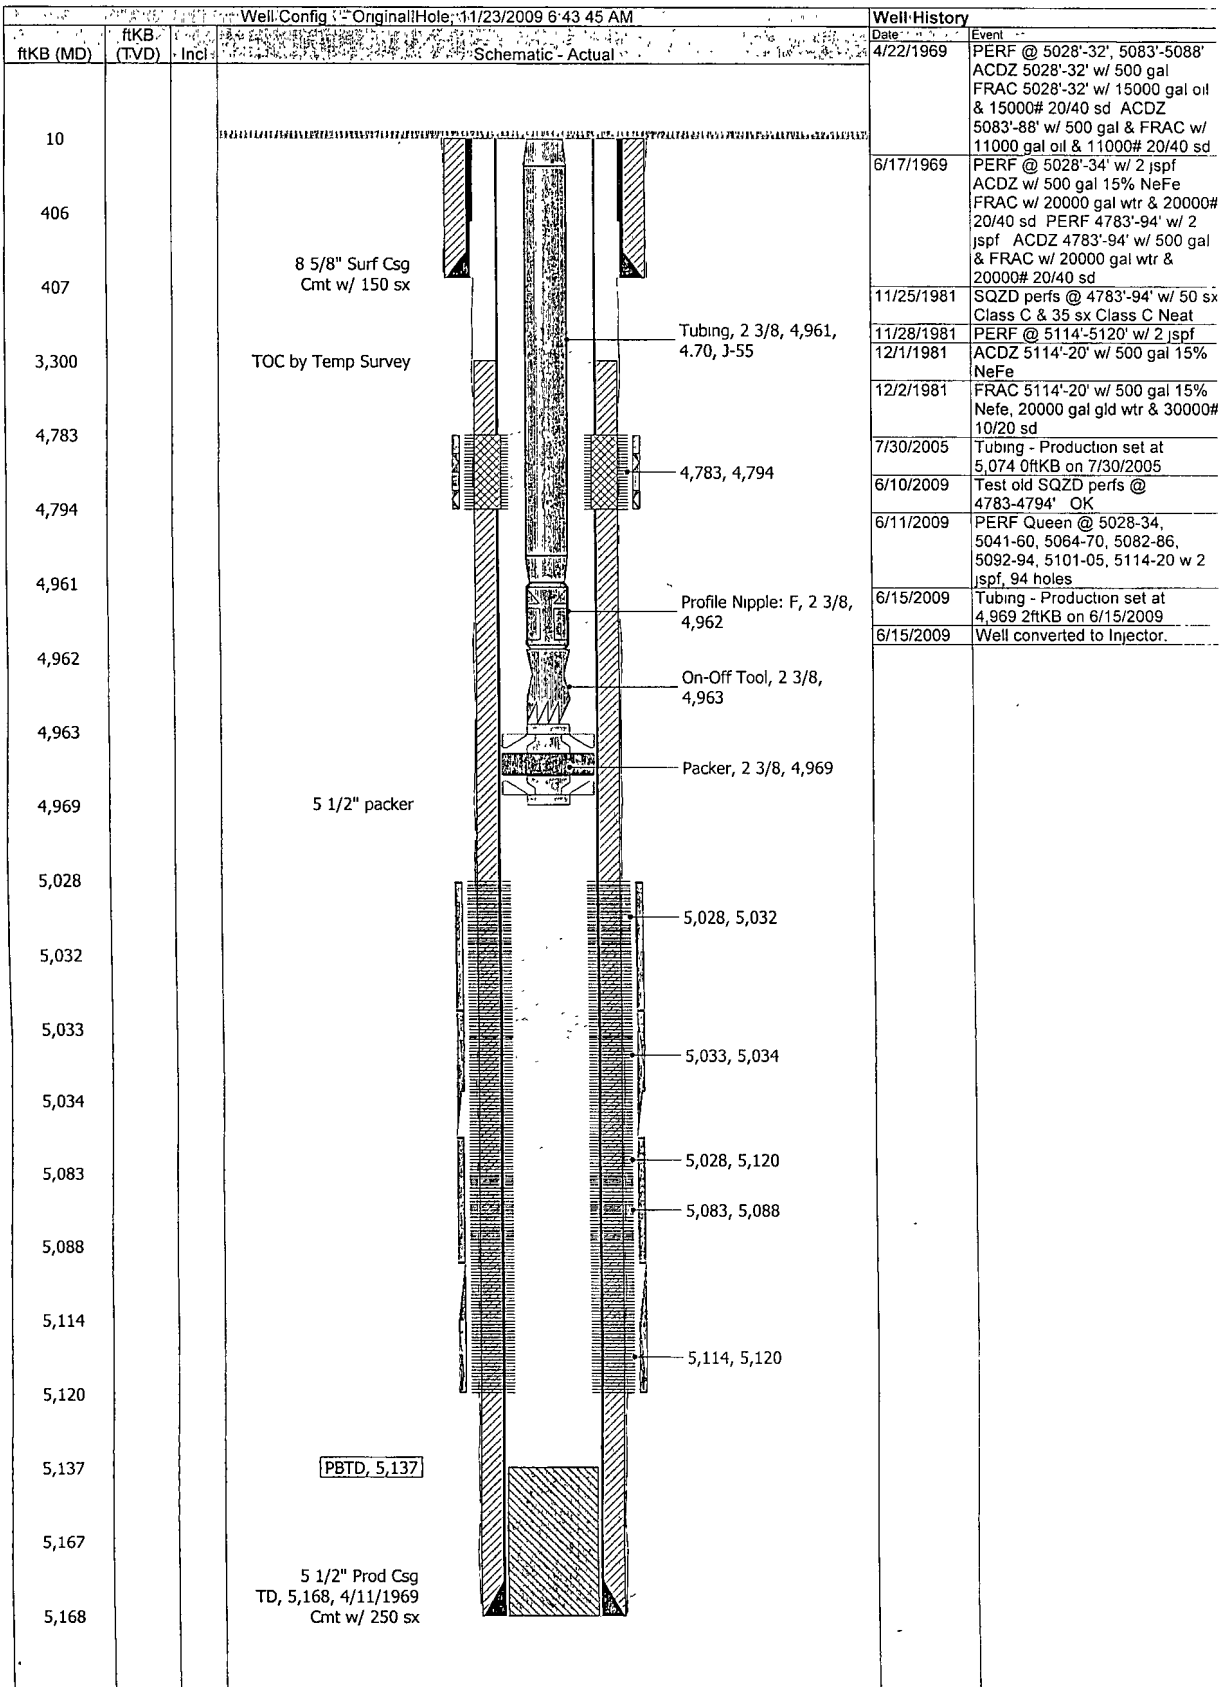 Well Config - Original Hole, 11/23/2009 6 43 45 AM
ftKB (MD)
ftKB
(TVD)
Incl
Schematic - Actual
10
406
407
3,300
4,783
4,794
4,961
4,962
4,963
4,969
5,028
5,032
5,033
5,034
5,083
5,088
5,114
5,120
5,137
5,167
5,168
8 5/8" Surf Csg
Cmt w/ 150 sx
TOC by Temp Survey
5 1/2" packer
PBTD, 5,137
5 1/2" Prod Csg
TD, 5,168, 4/11/1969
Cmt w/ 250 sx
Tubing, 2 3/8, 4,961,
4.70, J-55
4,783, 4,794
Profile Nipple: F, 2 3/8,
4,962
On-Off Tool, 2 3/8,
4,963
Packer, 2 3/8, 4,969
5,028, 5,032
5,033, 5,034
5,028, 5,120
5,083, 5,088
5,114, 5,120
Well History
Date
Event
4/22/1969
PERF @ 5028'-32', 5083'-5088'
ACDZ 5028'-32' w/ 500 gal
FRAC 5028'-32' w/ 15000 gal oil
& 15000# 20/40 sd ACDZ
5083'-88' w/ 500 gal & FRAC w/
11000 gal oil & 11000# 20/40 sd
6/17/1969
PERF @ 5028'-34' w/ 2 jspf
ACDZ w/ 500 gal 15% NeFe
FRAC w/ 20000 gal wtr & 20000#
20/40 sd PERF 4783'-94' w/ 2
jspf ACDZ 4783'-94' w/ 500 gal
& FRAC w/ 20000 gal wtr &
20000# 20/40 sd
11/25/1981
SQZD perfs @ 4783'-94' w/ 50 sx
Class C & 35 sx Class C Neat
11/28/1981
PERF @ 5114'-5120' w/ 2 jspf
12/1/1981
ACDZ 5114'-20' w/ 500 gal 15%
NeFe
12/2/1981
FRAC 5114'-20' w/ 500 gal 15%
Nefe, 20000 gal gld wtr & 30000#
10/20 sd
7/30/2005
Tubing - Production set at
5,074 0ftKB on 7/30/2005
6/10/2009
Test old SQZD perfs @
4783-4794' OK
6/11/2009
PERF Queen @ 5028-34,
5041-60, 5064-70, 5082-86,
5092-94, 5101-05, 5114-20 w 2
jspf, 94 holes
6/15/2009
Tubing - Production set at
4,969 2ftKB on 6/15/2009
6/15/2009
Well converted to Injector.